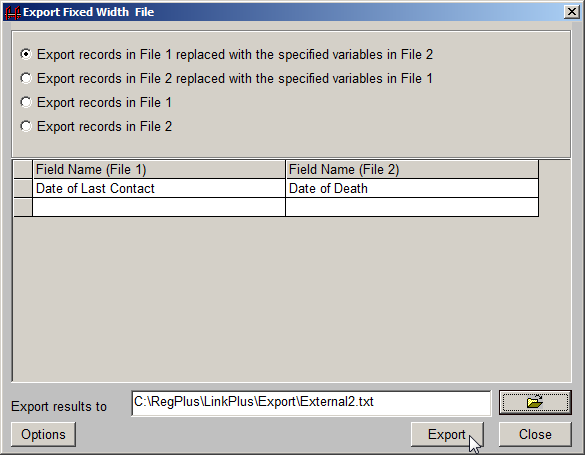 Export Fixed Width  File
Export records in File 1 replaced with the specified variables in File 2
Export records in File 2 replaced with the specified variables in File 1
Export records in File 1
Export records in File 2
Field Name (File 1) Field Name (File 2)
Date of Last Contact Date of Death
Export results to C:\RegPlus\LinkPlus\Export\External2.txt
Options Export Close